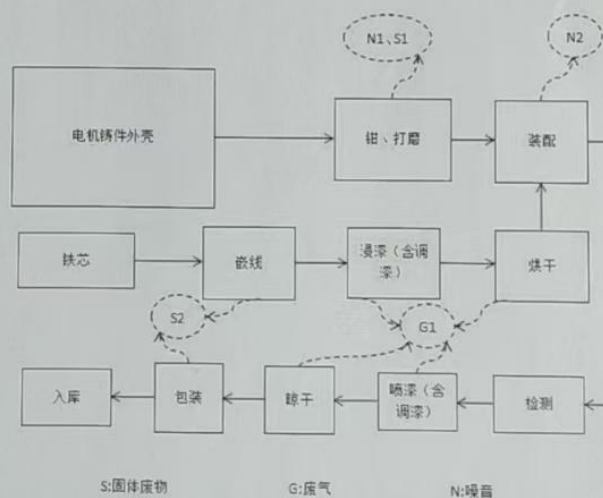 N1、S1
N2
电机铸件外壳
钳、打磨
装配
铁芯
嵌线
浸漆（含调
漆）
烘干
S2
G1
入库
包装
晾干
喷漆（含
调漆）
检测
S:固体废物
G:废气
N:噪音